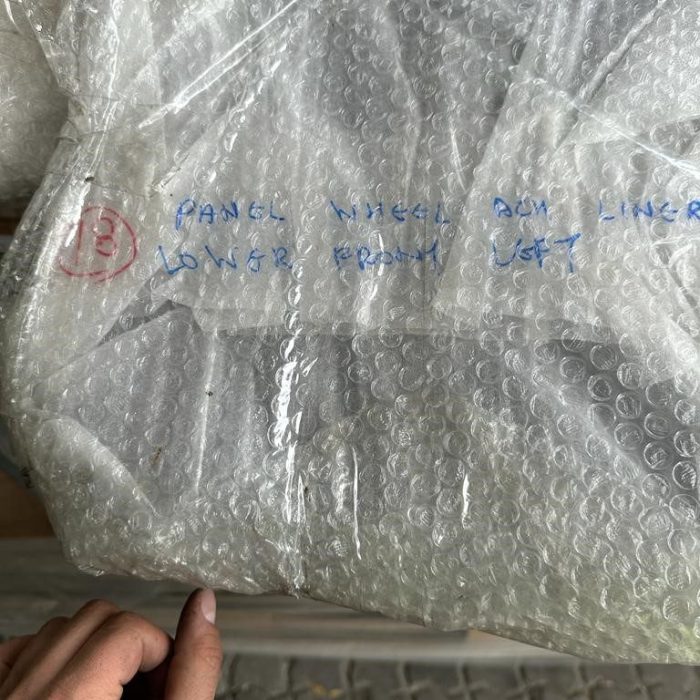 13 PANEL WHEEL ACH LINER
LOWER FRONT LEFT